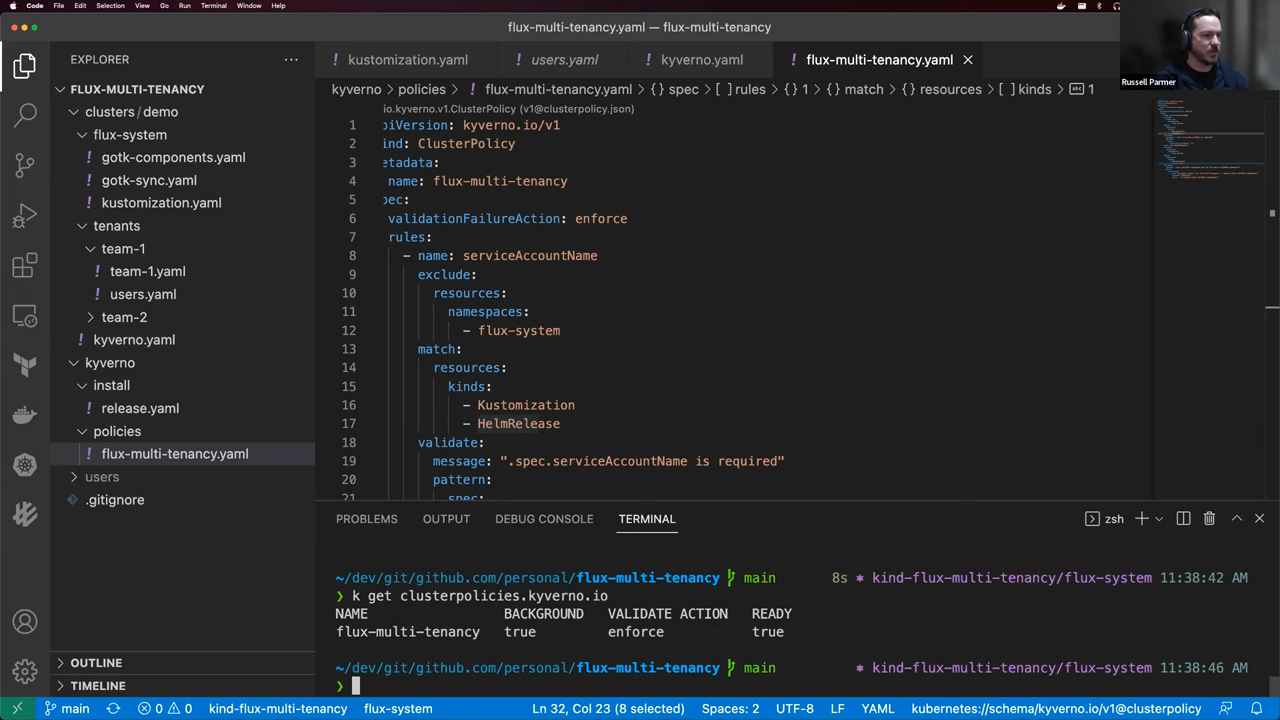 Code File Edit Selection View Go Run Terminal Window Help
flux-multi-tenancy.yaml — flux-multi-tenancy
Russell Parmer
EXPLORER
kustomization.yaml users.yaml kyverno.yaml flux-multi-tenancy.yaml
kyverno policies flux-multi-tenancy.yaml {} spec [ ] rules {} 1 {} match {} resources [ ] kinds abc 1
FLUX-MULTI-TENANCY
clusters / demo
flux-system
gotk-components.yaml
gotk-sync.yaml
kustomization.yaml
tenants
team-1
team-1.yaml
users.yaml
team-2
kyverno.yaml
kyverno
install
release.yaml
policies
flux-multi-tenancy.yaml
users
.gitignore
OUTLINE
TIMELINE
io.kyverno.v1.ClusterPolicy (v1@clusterpolicy.json)
1 piVersion: kyverno.io/v1
2 ind: ClusterPolicy
3 etadata:
4 name: flux-multi-tenancy
5 pec:
6 validationFailureAction: enforce
7 rules:
8 - name: serviceAccountName
9 exclude:
10 resources:
11 namespaces:
12 - flux-system
13 match:
14 resources:
15 kinds:
16 - Kustomization
17 - HelmRelease
18 validate:
19 message: ".spec.serviceAccountName is required"
20 pattern:
21 spec:
PROBLEMS OUTPUT DEBUG CONSOLE TERMINAL zsh
~/dev/git/github.com/personal/flux-multi-tenancy main 8s kind-flux-multi-tenancy/flux-system 11:38:42 AM
❯ k get clusterpolicies.kyverno.io
NAME BACKGROUND VALIDATE ACTION READY
flux-multi-tenancy true enforce true
~/dev/git/github.com/personal/flux-multi-tenancy main kind-flux-multi-tenancy/flux-system 11:38:46 AM
❯
main 0 0 kind-flux-multi-tenancy flux-system Ln 32, Col 23 (8 selected) Spaces: 2 UTF-8 LF YAML kubernetes://schema/kyverno.io/v1@clusterpolicy